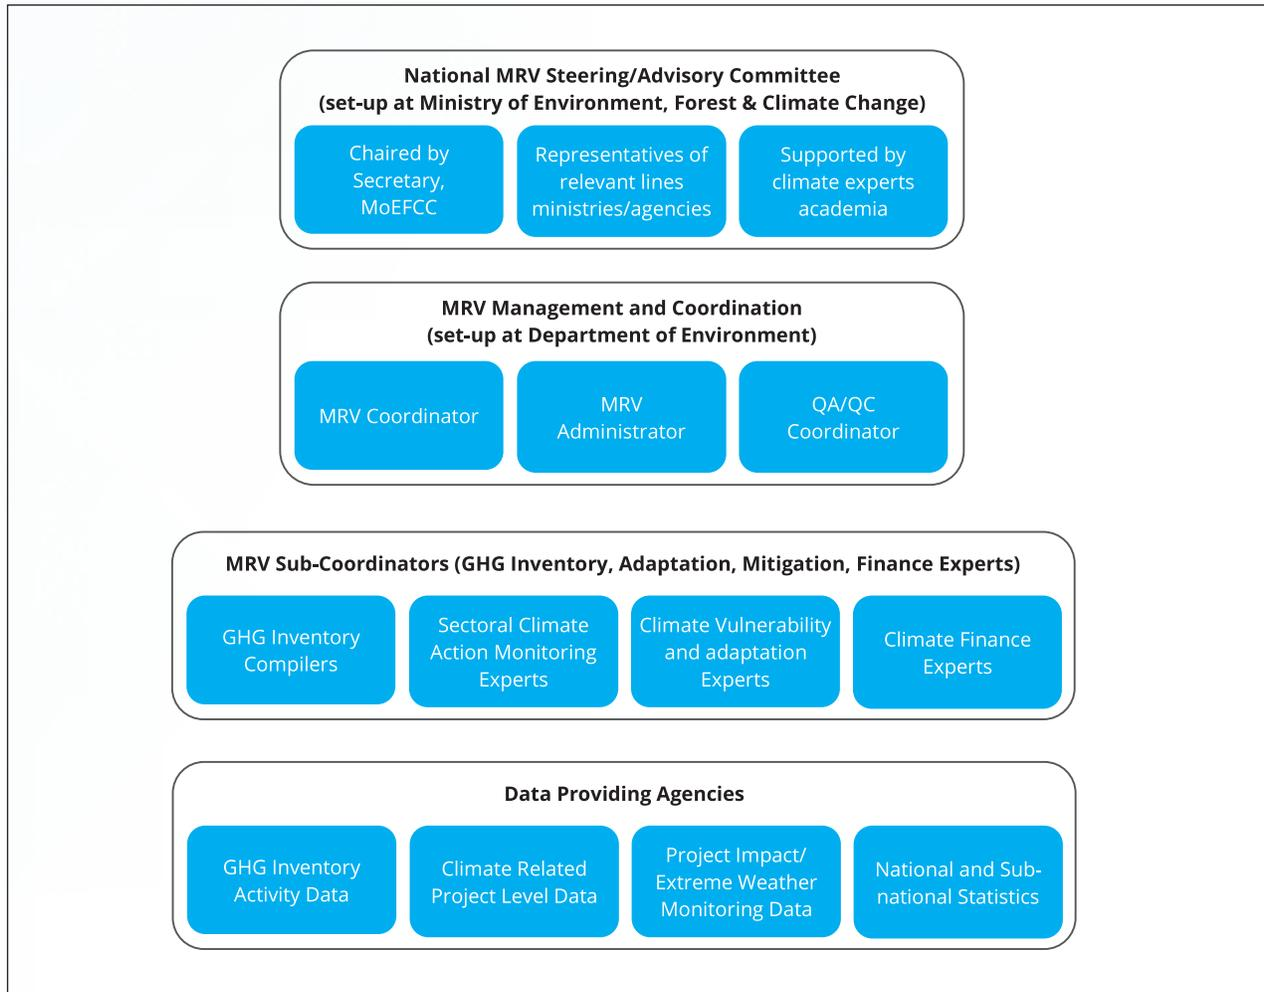 National MRV Steering/Advisory Committee
(set-up at Ministry of Environment, Forest & Climate Change)
Chaired by
Secretary,
MoEFCC
Representatives of
relevant lines
ministries/agencies
Supported by
climate experts
academia
MRV Management and Coordination
(set-up at Department of Environment)
MRV Coordinator
MRV
Administrator
QA/QC
Coordinator
MRV Sub-Coordinators (GHG Inventory, Adaptation, Mitigation, Finance Experts)
GHG Inventory
Compilers
Sectoral Climate
Action Monitoring
Experts
Climate Vulnerability
and adaptation
Experts
Climate Finance
Experts
Data Providing Agencies
GHG Inventory
Activity Data
Climate Related
Project Level Data
Project Impact/
Extreme Weather
Monitoring Data
National and Sub-
national Statistics